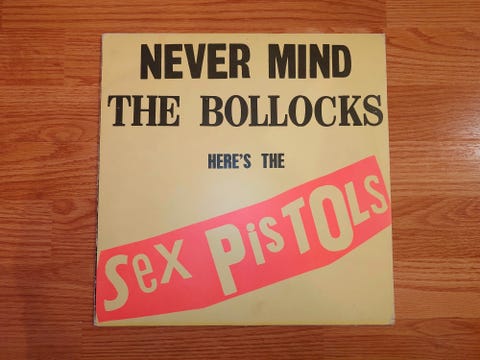 NEVER MIND
THE BOLLOCKS
HERE'S THE
Sex PisTOLs